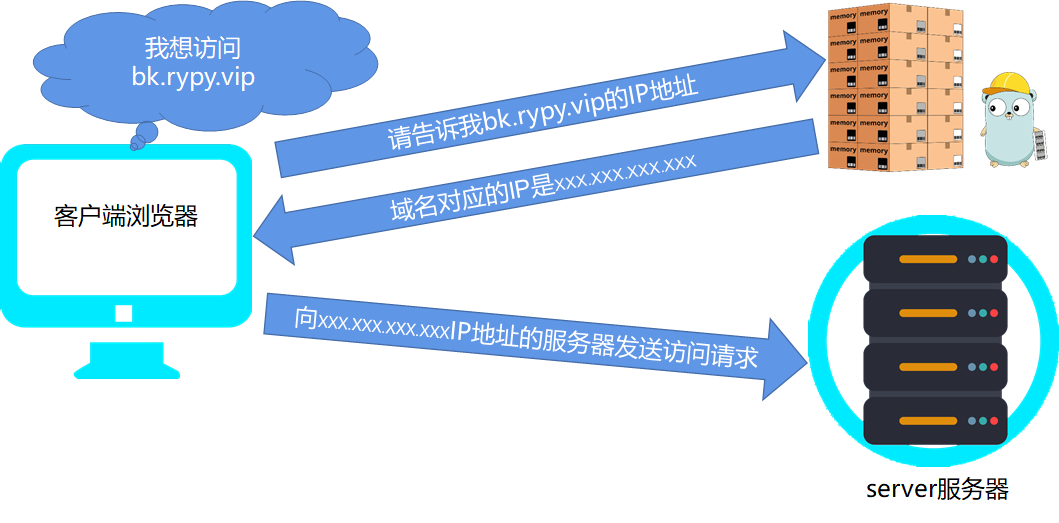 我想访问
bk.rypy.vip
请告诉我bk.rypy.vip的IP地址
域名对应的IP是xxx.xxx.xxx.xxx
客户端浏览器
向xxx.xxx.xxx.xxxIP地址的服务器发送访问请求
memory memory
memory memory
memory memory
memory memory
memory memory
memory memory
server服务器